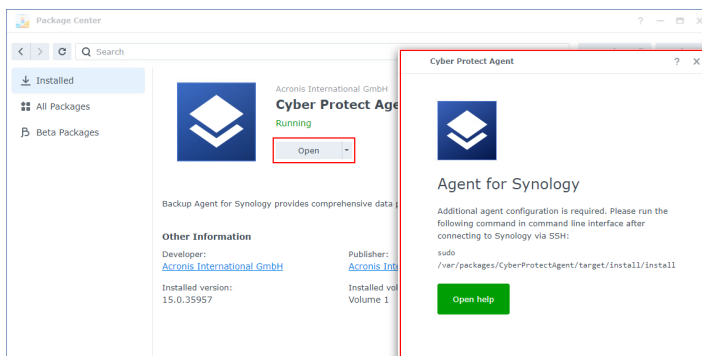 Package Center
Search
Installed
All Packages
Beta Packages
Acronis International GmbH
Cyber Protect Age
Running
Open
Backup Agent for Synology provides comprehensive data p
Other Information
Developer:
Publisher:
Acronis International GmbH
Acronis Inte
Installed version:
Installed vol
15.0.35957
Volume 1
Cyber Protect Agent
Agent for Synology
Additional agent configuration is required. Please run the
following command in command line interface after
connecting to Synology via SSH:
sudo
/var/packages/CyberProtectAgent/target/install/install
Open help